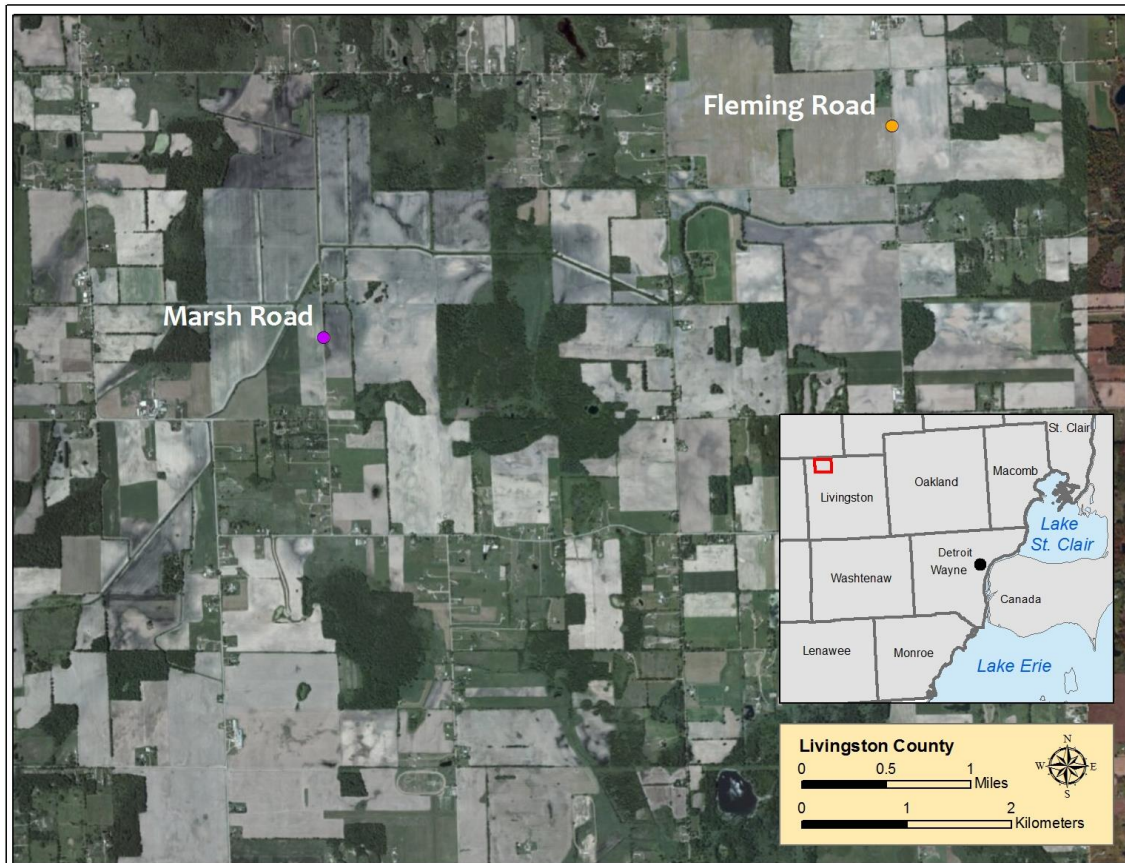 Fleming Road
Marsh Road
St. Clair
Macomb
Oakland
Livingston
Lake
St. Clair
Detroit
Wayne
Washtenaw
Canada
Lenawee
Monroe
Lake Erie
Livingston County
N
W E
S
0 0.5 1
Miles
0 1 2
Kilometers